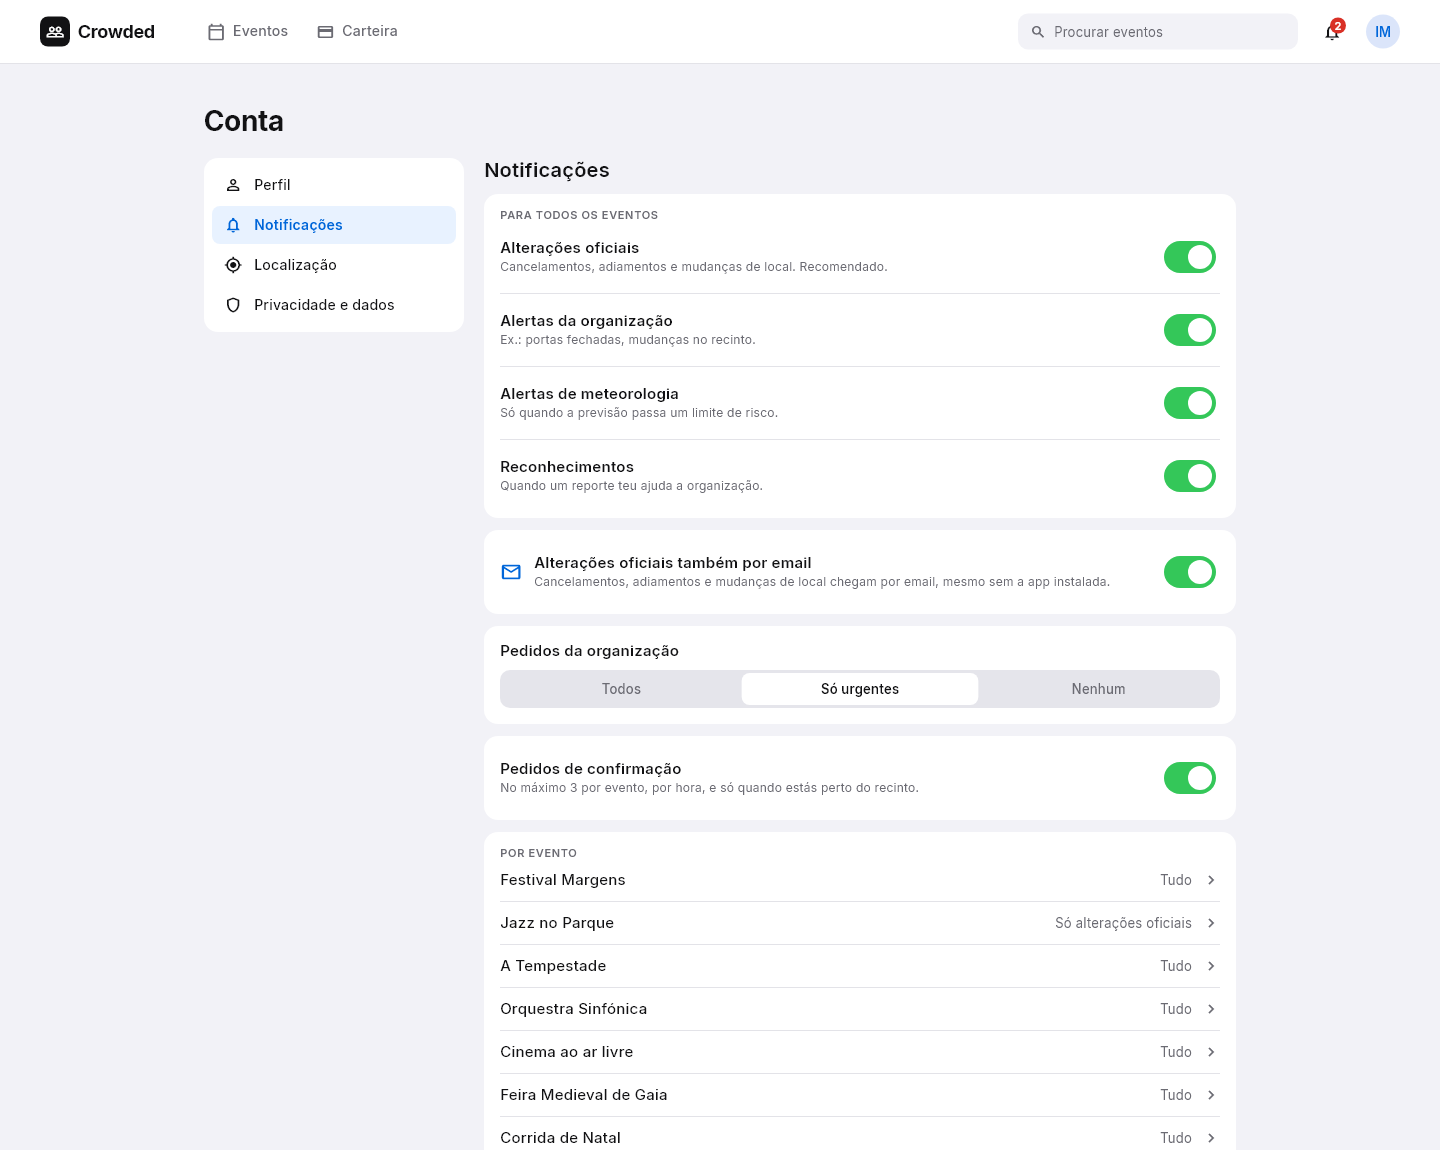 Crowded
Eventos
Carteira
Procurar eventos
2
IM
Conta
Perfil
Notificações
Localização
Privacidade e dados
Notificações
PARA TODOS OS EVENTOS
Alterações oficiais
Cancelamentos, adiamentos e mudanças de local. Recomendado.
Alertas da organização
Ex.: portas fechadas, mudanças no recinto.
Alertas de meteorologia
Só quando a previsão passa um limite de risco.
Reconhecimentos
Quando um reporte teu ajuda a organização.
Alterações oficiais também por email
Cancelamentos, adiamentos e mudanças de local chegam por email, mesmo sem a app instalada.
Pedidos da organização
Todos
Só urgentes
Nenhum
Pedidos de confirmação
No máximo 3 por evento, por hora, e só quando estás perto do recinto.
POR EVENTO
Festival Margens
Tudo
Jazz no Parque
Só alterações oficiais
A Tempestade
Tudo
Orquestra Sinfónica
Tudo
Cinema ao ar livre
Tudo
Feira Medieval de Gaia
Tudo
Corrida de Natal
Tudo